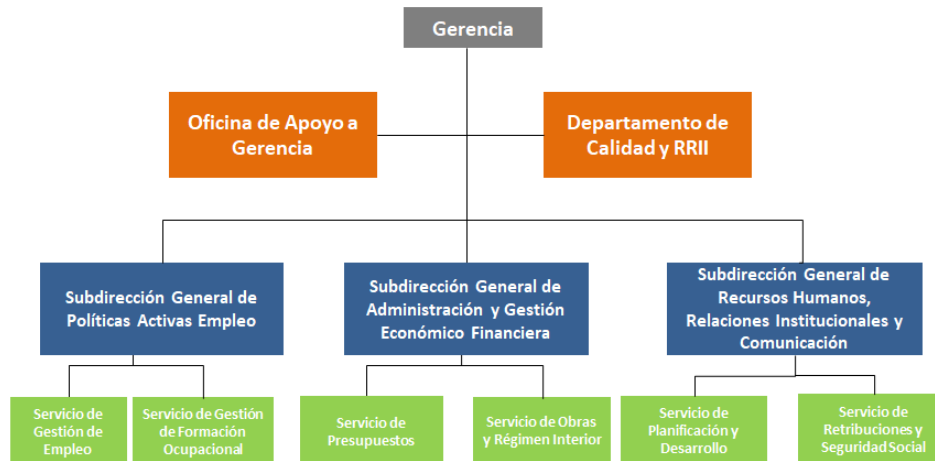 Gerencia
Oficina de Apoyo a
Gerencia
Departamento de
Calidad y RRII
Subdirección General de
Políticas Activas Empleo
Subdirección General de
Administración y Gestión
Económico Financiera
Subdirección General de
Recursos Humanos,
Relaciones Institucionales y
Comunicación
Servicio de
Gestión de
Empleo
Servicio de Gestión
de Formación
Ocupacional
Servicio de
Presupuestos
Servicio de Obras
y Régimen Interior
Servicio de
Planificación y
Desarrollo
Servicio de
Retribuciones y
Seguridad Social